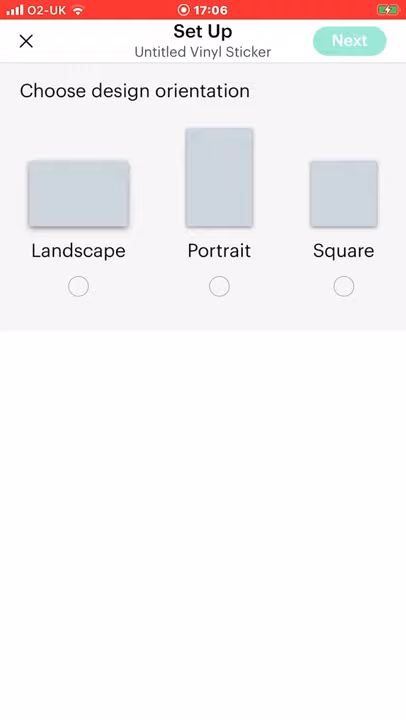 O2-UK 17:06
Set Up
Untitled Vinyl Sticker
Next
Choose design orientation
Landscape Portrait Square